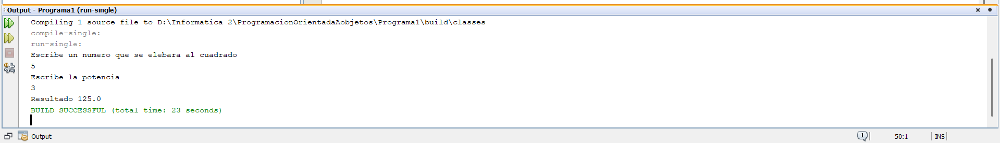 Output - Programa1 (run-single)
Compiling 1 source file to D:\Informatica 2\ProgramacionOrientadaAobjetos\Programa1\build\classes
compile-single:
run-single:
Escribe un numero que se elebara al cuadrado
5
Escribe la potencia
3
Resultado 125.0
BUILD SUCCESSFUL (total time: 23 seconds)
Output
1
50:1
INS